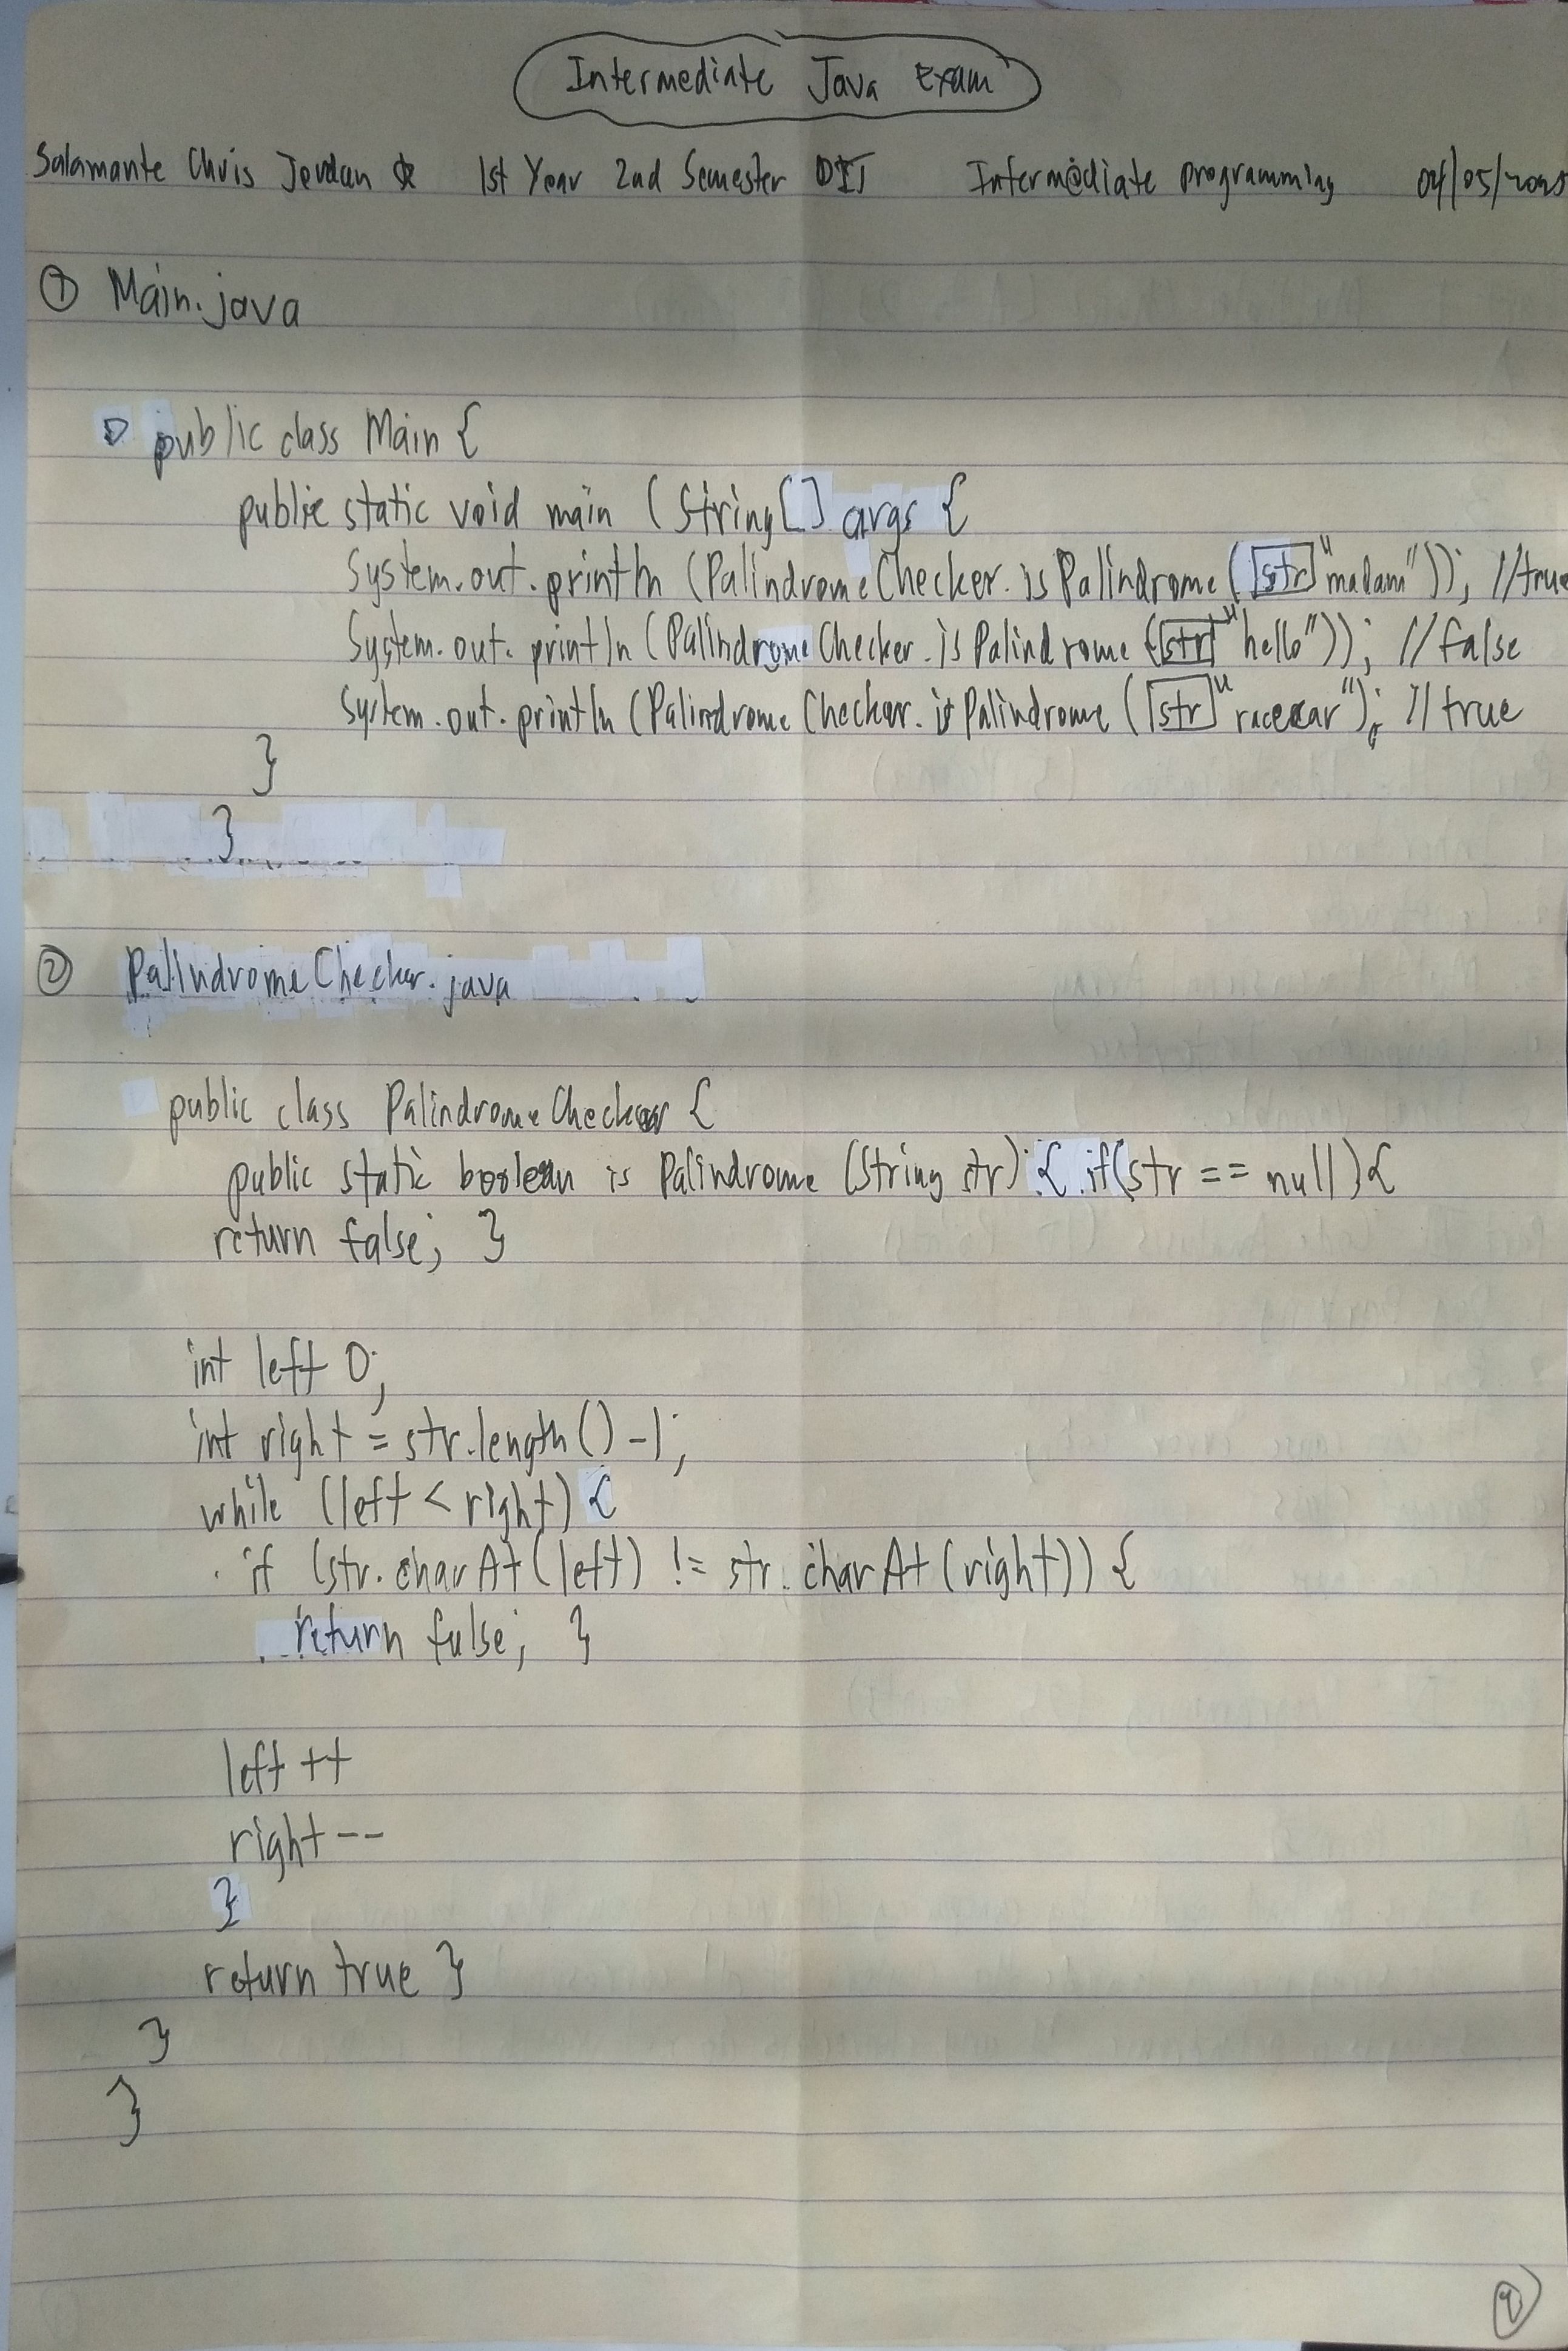 Intermediate Java Exam
Salamante Chris Jordan 1st Year 2nd Semester DIT Intermediate programming 04/05/2025
① Main.java
public class Main {
public static void main (String[] args {
System.out.println (PalindromeChecker.isPalindrome ([str] "madam")); //true
System.out.println (PalindromeChecker.isPalindrome ([str] "hello")); //false
System.out.println (PalindromeChecker.isPalindrome ([str] "racecar"); //true
}
}
② PalindromeChecker.java
public class PalindromeChecker {
public static boolean is Palindrome (String str) { if(str == null) {
return false; }
int left 0;
int right = str.length () -1;
while (left < right) {
if (str.charAt(left) != str.charAt(right)) {
return false; }
left ++
right --
}
return true }
}
}